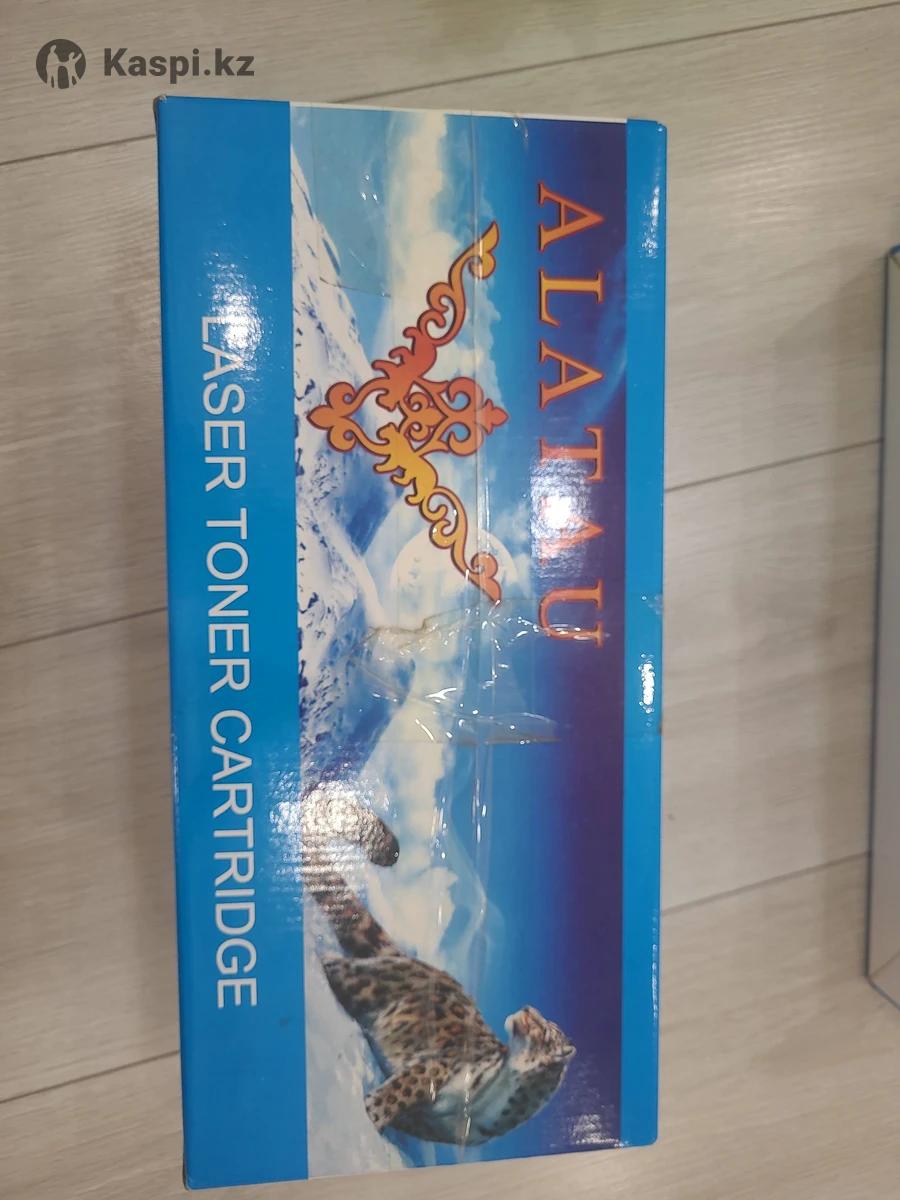 Kaspi.kz
ALATAU
LASER TONER CARTRIDGE